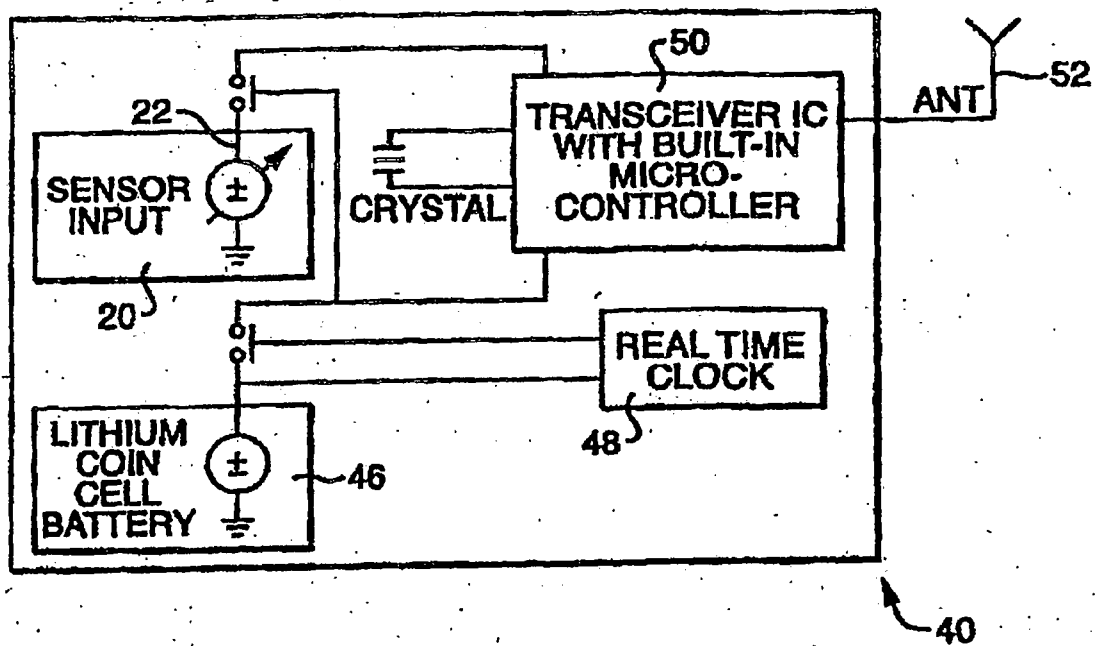 50
52
ANT
TRANSCEIVER IC
WITH BUILT-IN
MICRO-
CONTROLLER
22
SENSOR
INPUT
±
CRYSTAL
20
REAL TIME
CLOCK
48
LITHIUM
COIN
CELL
BATTERY
±
46
40